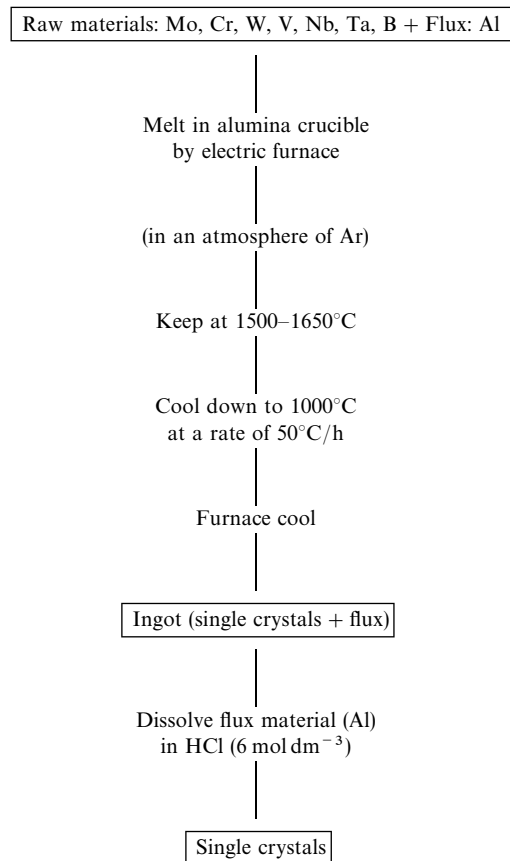 Raw materials: Mo, Cr, W, V, Nb, Ta, B + Flux: Al
Melt in alumina crucible
by electric furnace
(in an atmosphere of Ar)
Keep at 1500–1650°C
Cool down to 1000°C
at a rate of 50°C/h
Furnace cool
Ingot (single crystals + flux)
Dissolve flux material (Al)
in HCl (6 mol dm⁻³)
Single crystals